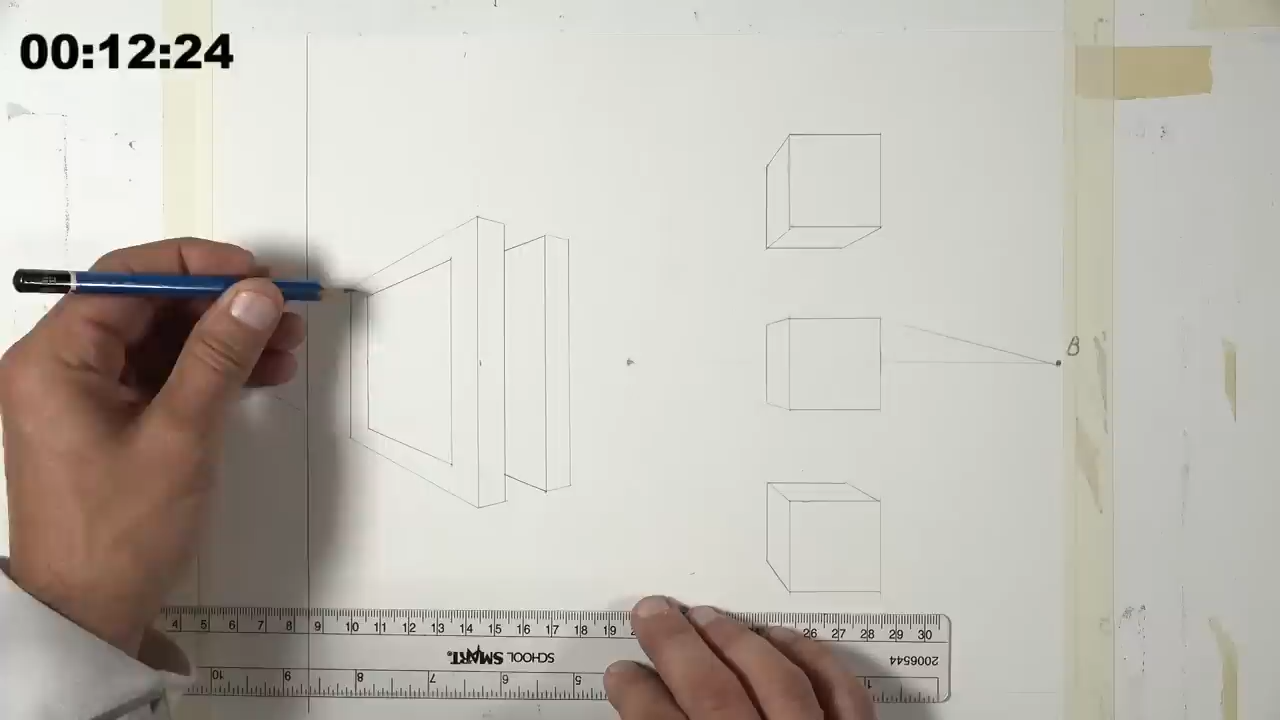 00:12:24
B
4 5 6 7 8 9 10 11 12 13 14 15 16 17 18 19 26 27 28 29 30
SCHOOL SMART®
2006544
10 9 8 7 6 5 1